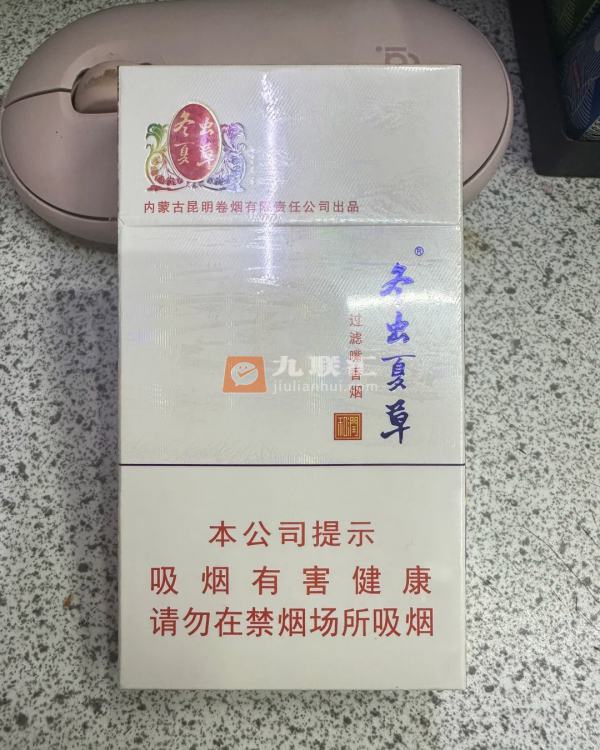 冬虫
夏草
内蒙古昆明卷烟有限责任公司出品
冬虫夏草®
过滤嘴香烟
和润
九联汇
jiulianhui.com
本公司提示
吸烟有害健康
请勿在禁烟场所吸烟